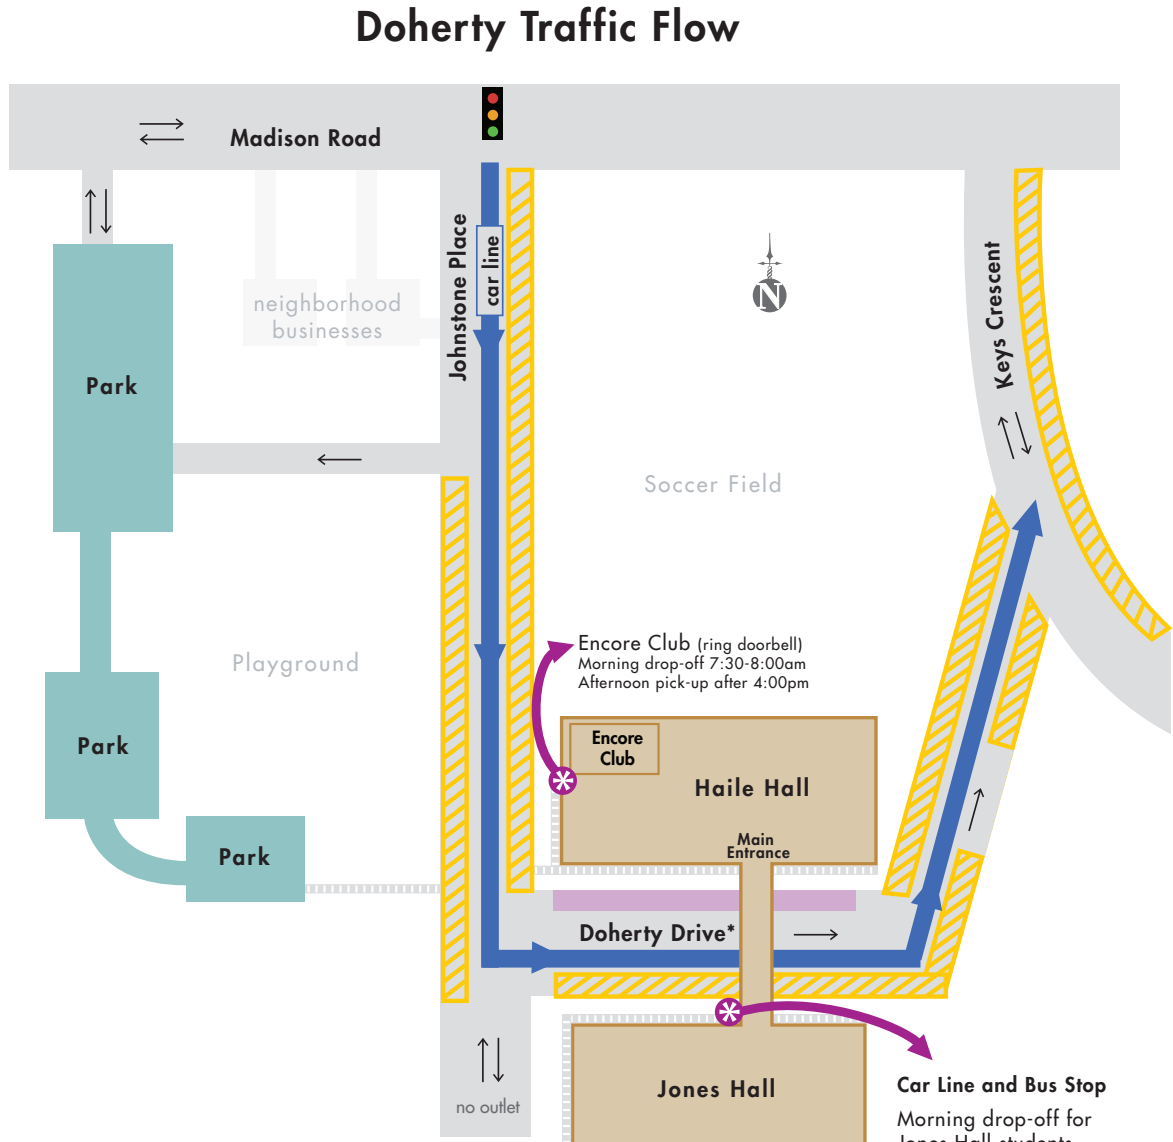 Doherty Traffic Flow
Madison Road
Johnstone Place
car line
neighborhood
businesses
N
Keys Crescent
Park
Soccer Field
Playground
Encore Club (ring doorbell)
Morning drop-off 7:30-8:00am
Afternoon pick-up after 4:00pm
Encore
Club
Haile Hall
Park
Main
Entrance
Park
Doherty Drive*
Jones Hall
no outlet
Car Line and Bus Stop
Morning drop-off for
Jones Hall students